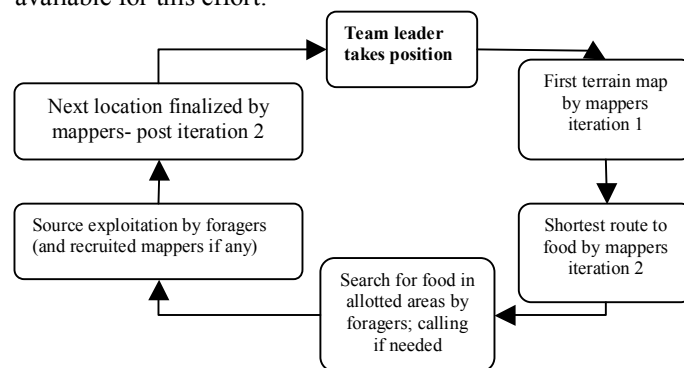 available for this effort.
Team leader
takes position
First terrain map
by mappers
iteration 1
Shortest route to
food by mappers
iteration 2
Search for food in
allotted areas by
foragers; calling
if needed
Source exploitation by foragers
(and recruited mappers if any)
Next location finalized by
mappers- post iteration 2